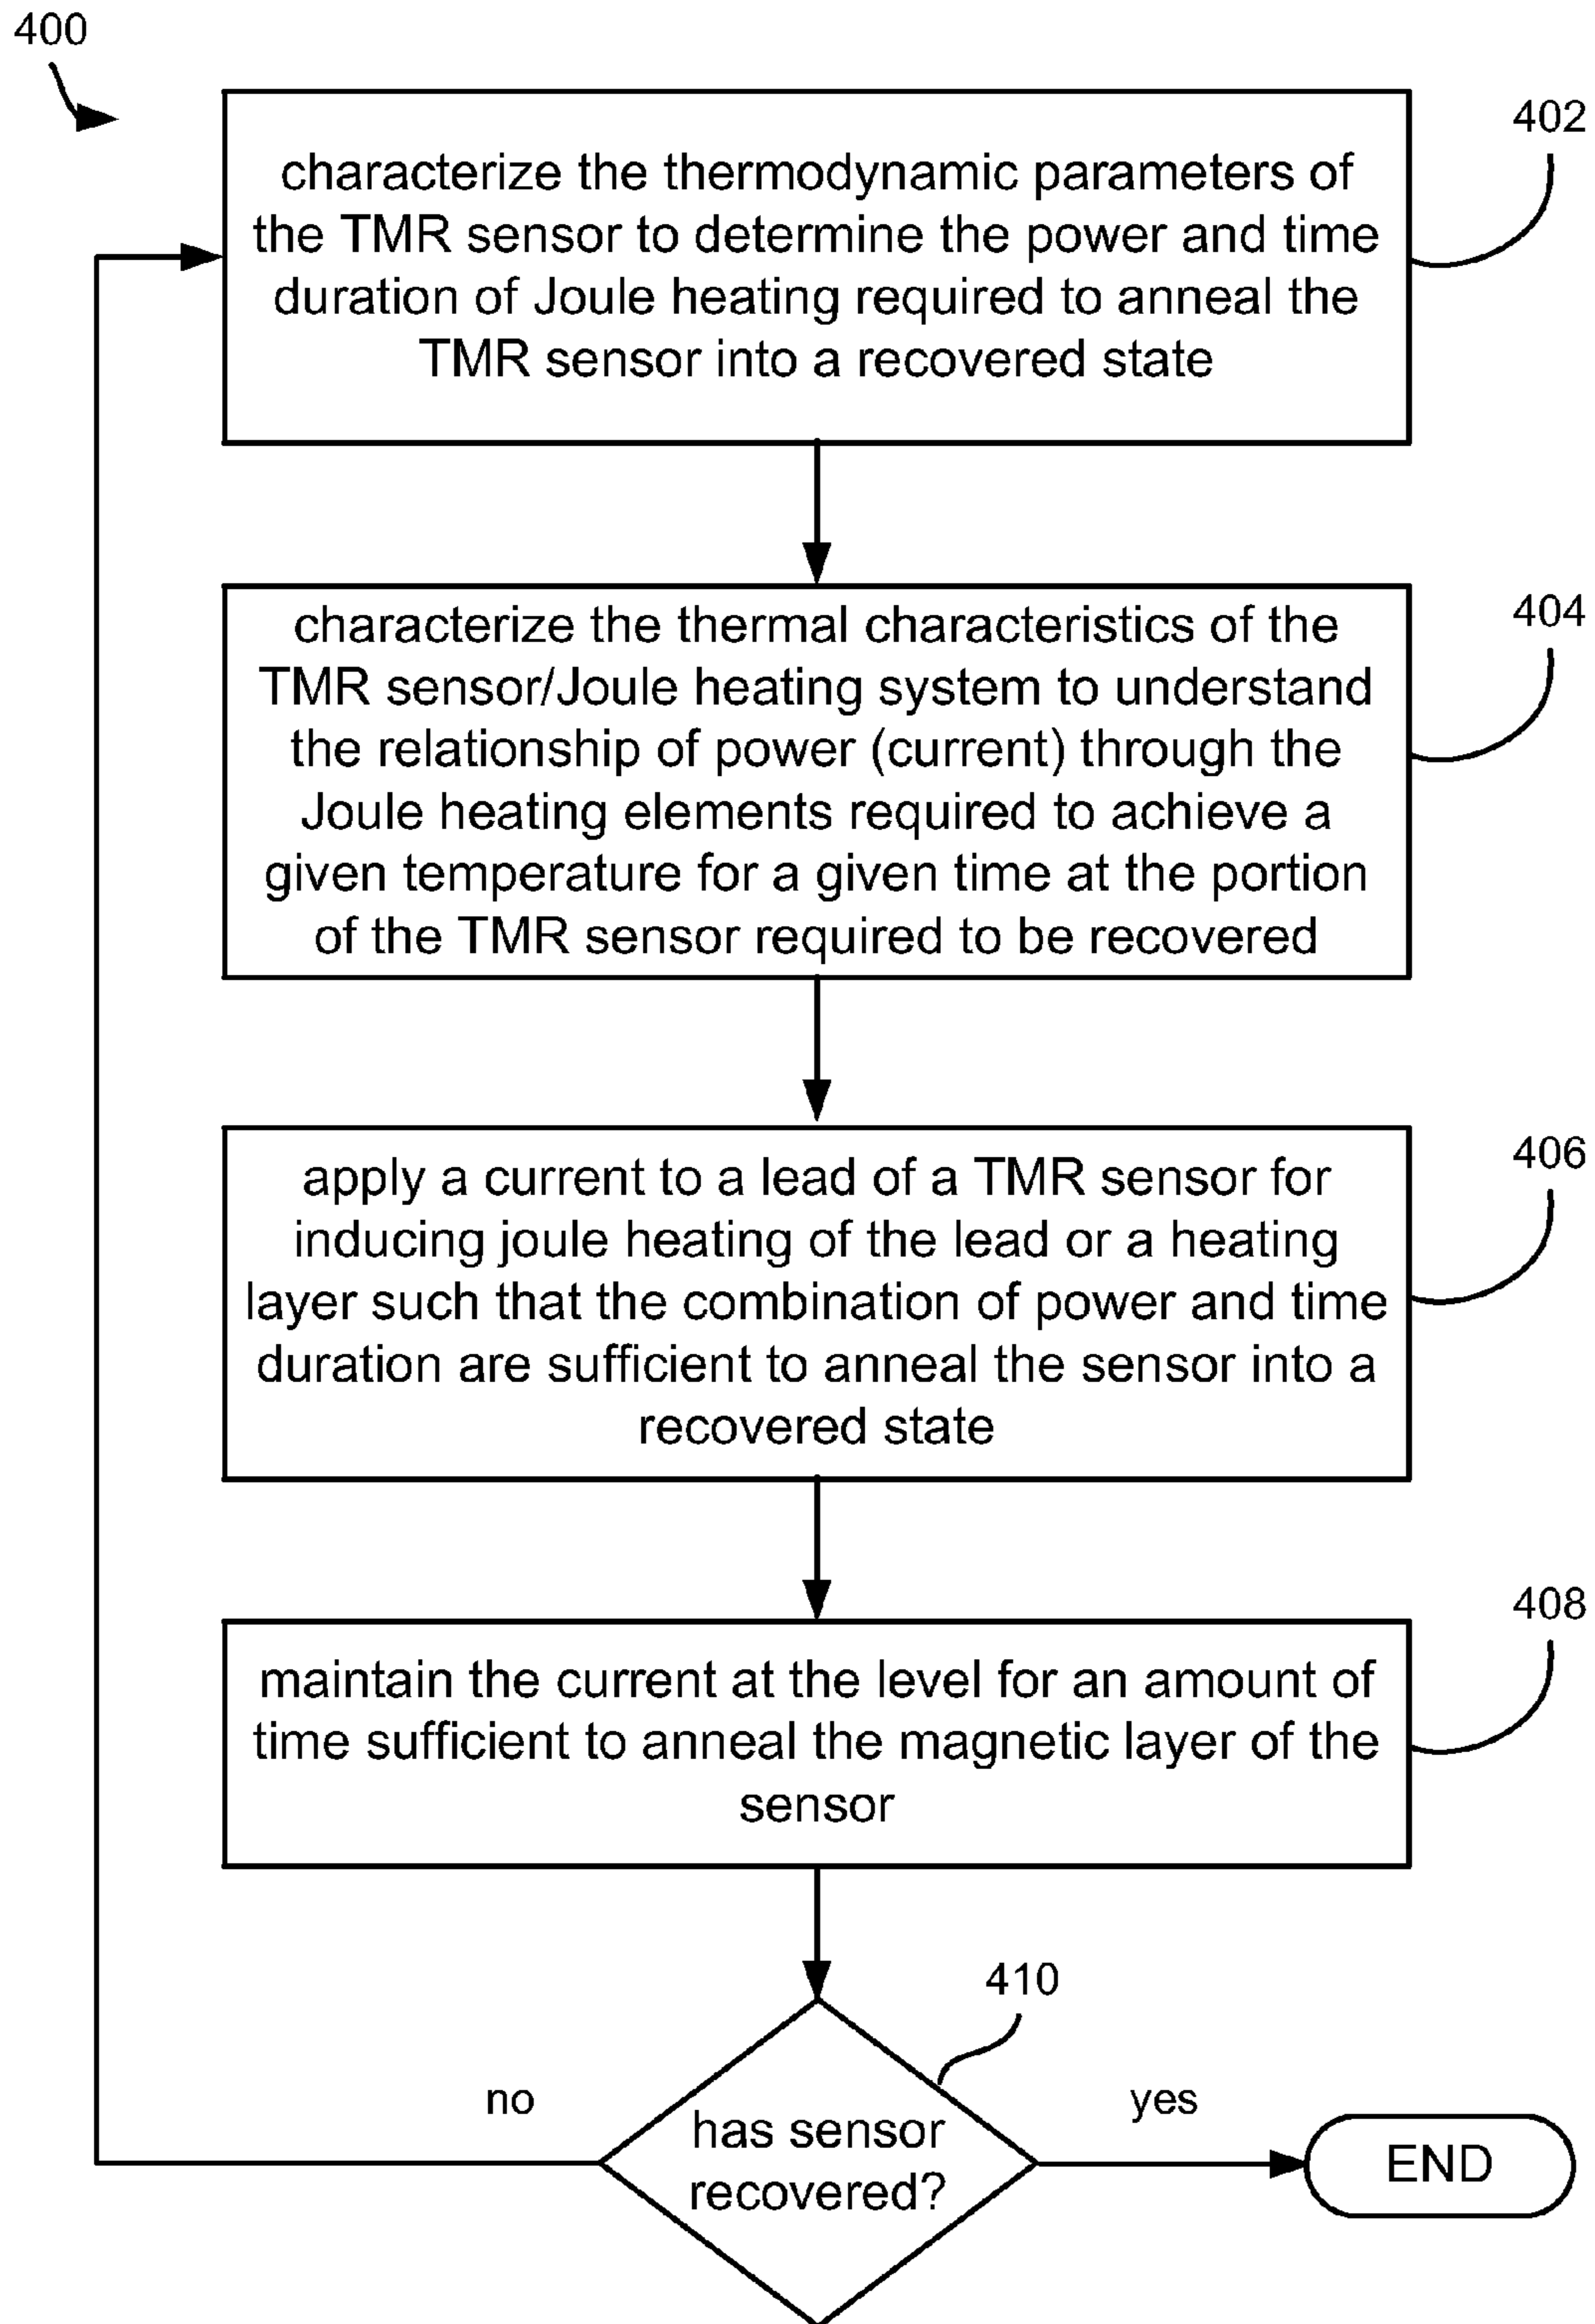 400
402
characterize the thermodynamic parameters of
the TMR sensor to determine the power and time
duration of Joule heating required to anneal the
TMR sensor into a recovered state
404
characterize the thermal characteristics of the
TMR sensor/Joule heating system to understand
the relationship of power (current) through the
Joule heating elements required to achieve a
given temperature for a given time at the portion
of the TMR sensor required to be recovered
406
apply a current to a lead of a TMR sensor for
inducing joule heating of the lead or a heating
layer such that the combination of power and time
duration are sufficient to anneal the sensor into a
recovered state
408
maintain the current at the level for an amount of
time sufficient to anneal the magnetic layer of the
sensor
410
no
yes
has sensor
recovered?
END